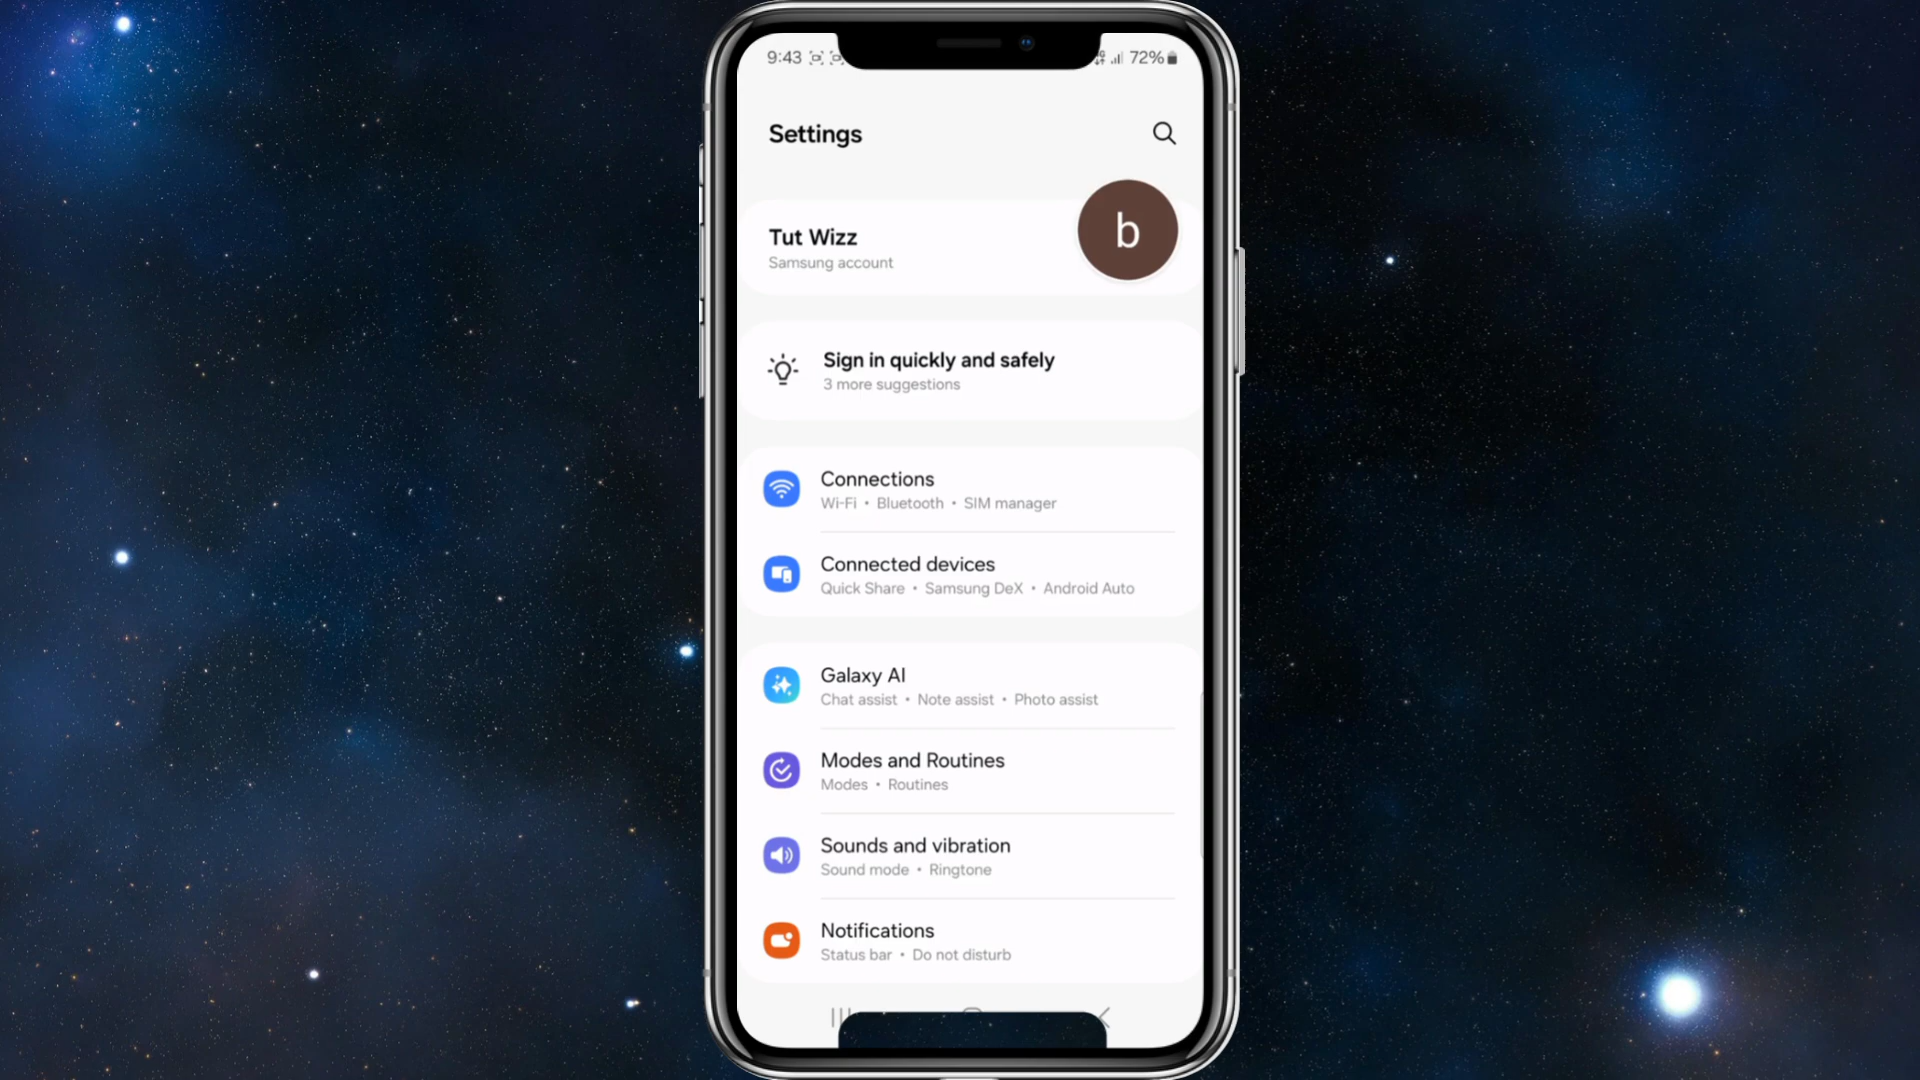 9:43 72%
Settings
Tut Wizz
Samsung account
b
Sign in quickly and safely
3 more suggestions
Connections
Wi-Fi • Bluetooth • SIM manager
Connected devices
Quick Share • Samsung DeX • Android Auto
Galaxy AI
Chat assist • Note assist • Photo assist
Modes and Routines
Modes • Routines
Sounds and vibration
Sound mode • Ringtone
Notifications
Status bar • Do not disturb